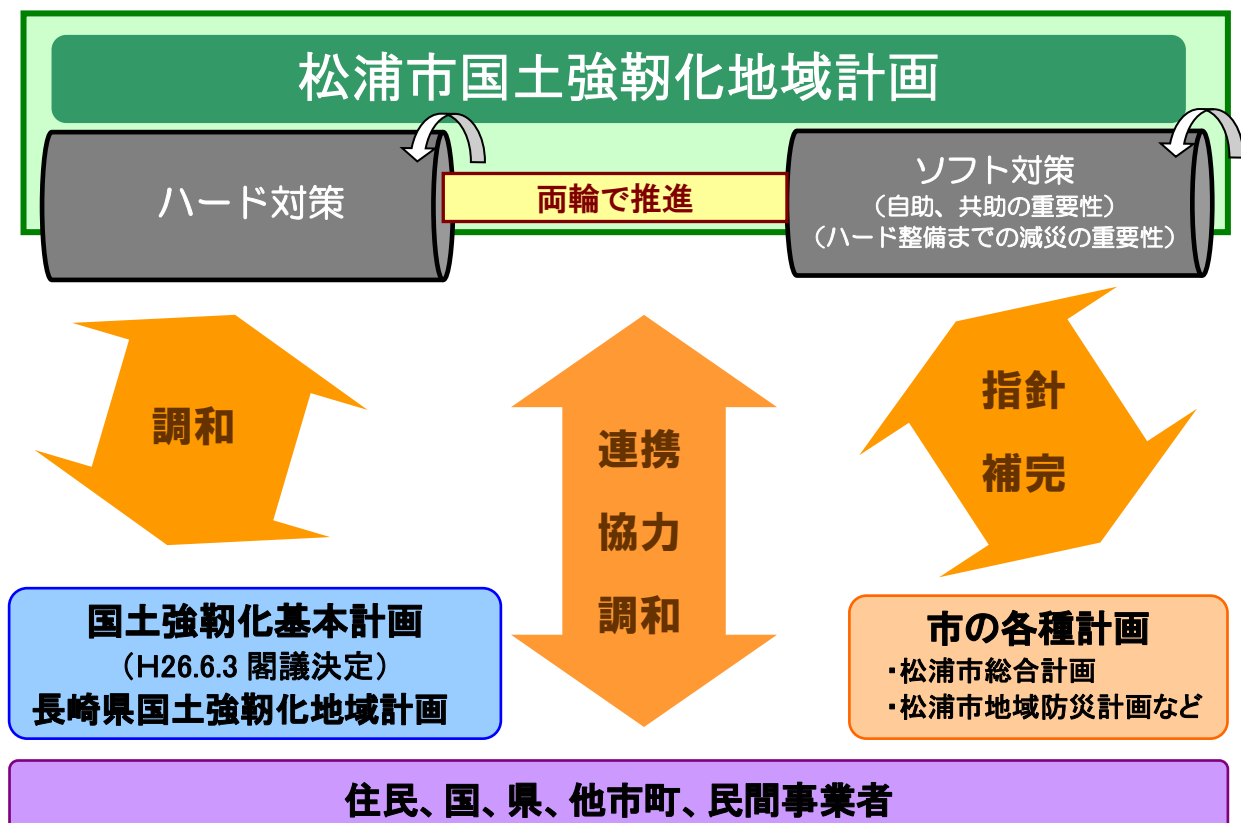 松浦市国土強靭化地域計画
ハード対策
両輪で推進
ソフト対策
（自助、共助の重要性）
（ハード整備までの減災の重要性）
調和
連携
協力
調和
指針
補完
国土強靭化基本計画
（H26.6.3 閣議決定）
長崎県国土強靭化地域計画
市の各種計画
・松浦市総合計画
・松浦市地域防災計画など
住民、国、県、他市町、民間事業者